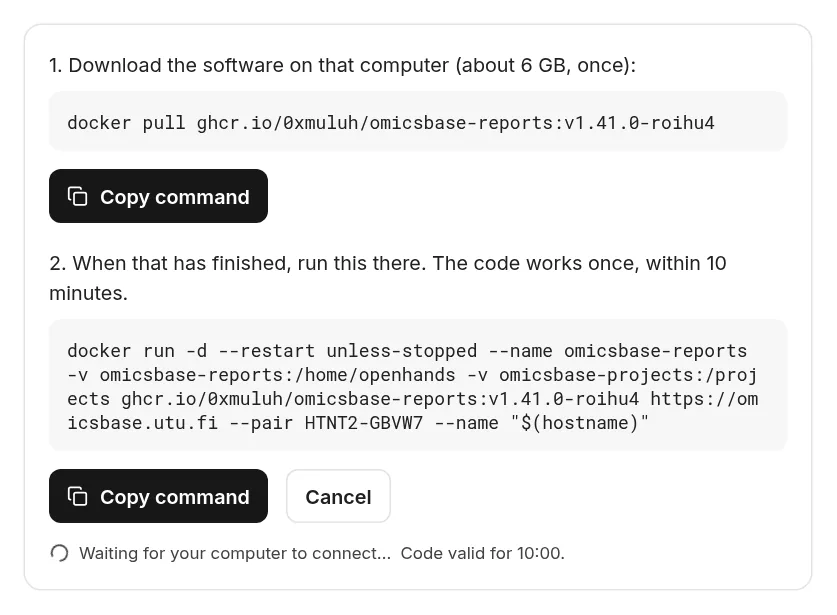 1. Download the software on that computer (about 6 GB, once):
docker pull ghcr.io/0xmuluh/omicsbase-reports:v1.41.0-roihu4
Copy command
2. When that has finished, run this there. The code works once, within 10
minutes.
docker run -d --restart unless-stopped --name omicsbase-reports
-v omicsbase-reports:/home/openhands -v omicsbase-projects:/proj
ects ghcr.io/0xmuluh/omicsbase-reports:v1.41.0-roihu4 https://om
icsbase.utu.fi --pair HTNT2-GBVW7 --name "$(hostname)"
Copy command
Cancel
Waiting for your computer to connect... Code valid for 10:00.